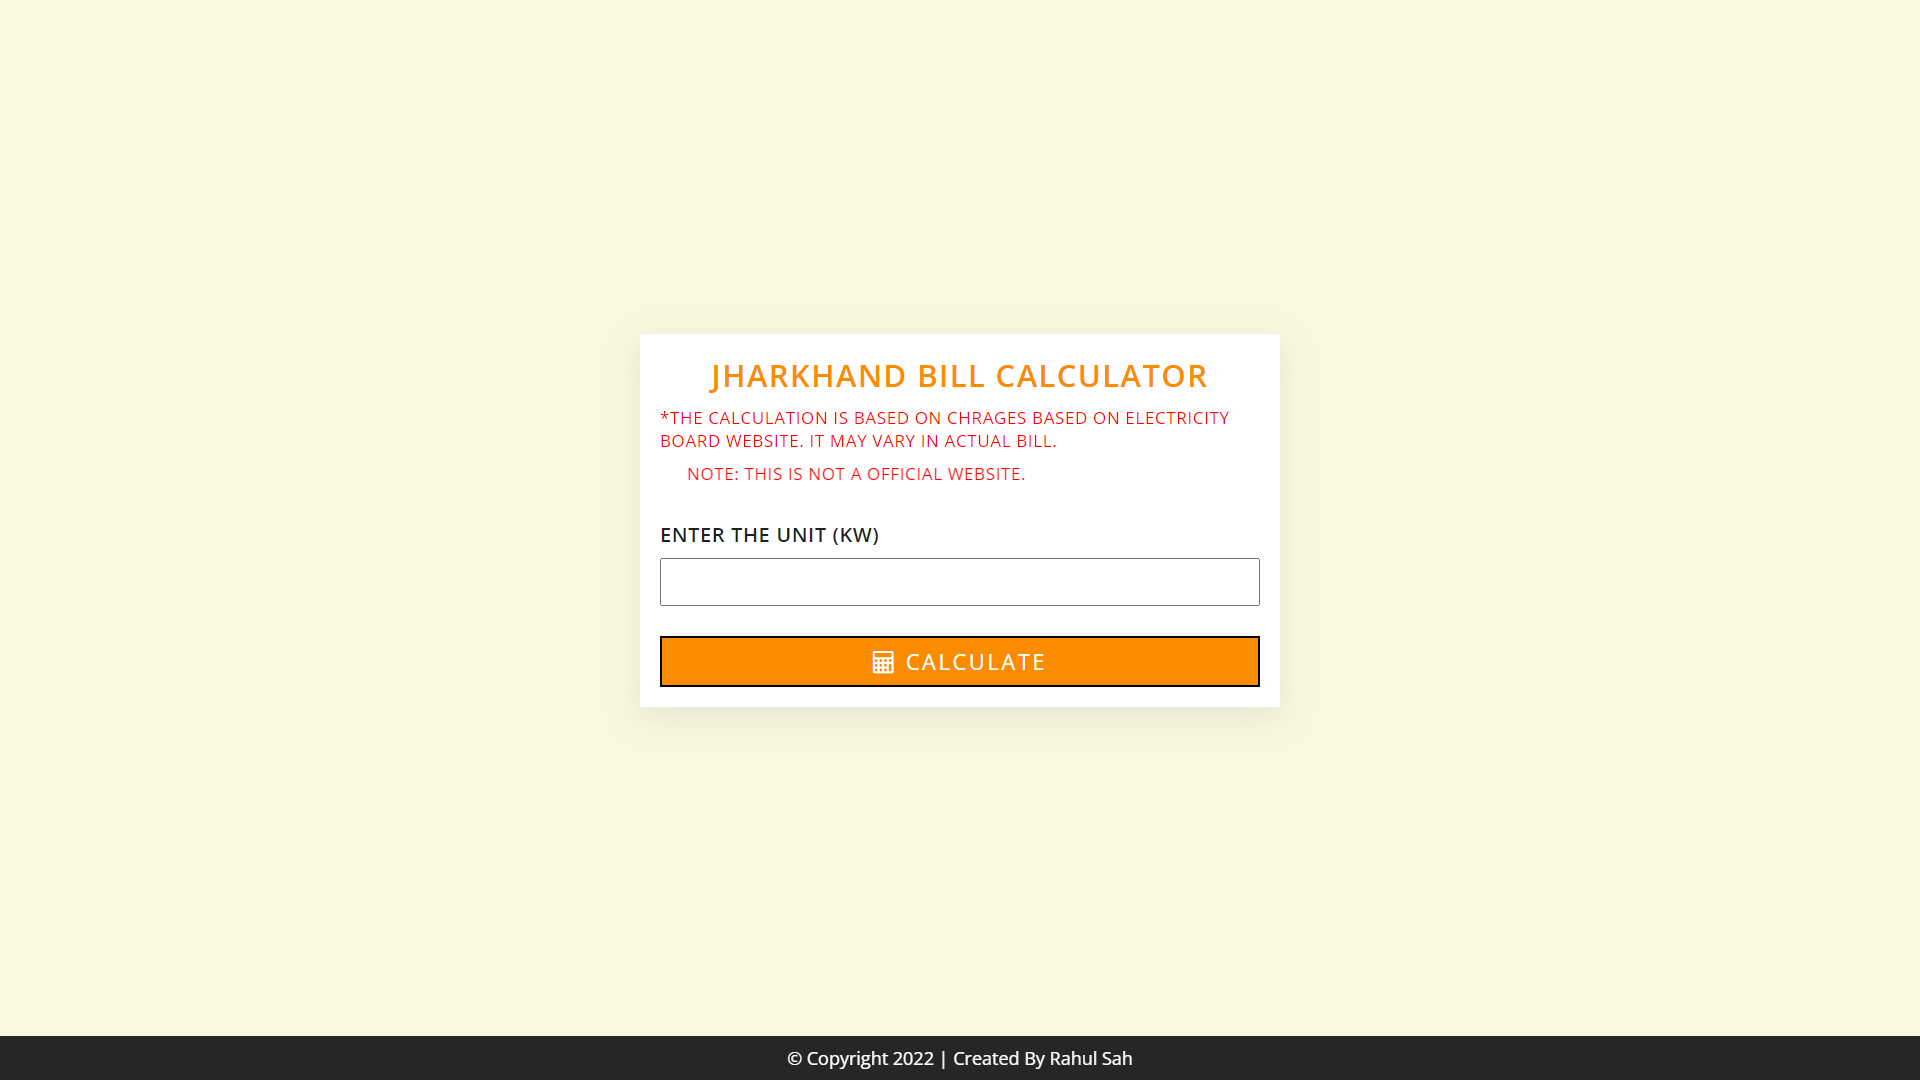 JHARKHAND BILL CALCULATOR
*THE CALCULATION IS BASED ON CHRAGES BASED ON ELECTRICITY
BOARD WEBSITE. IT MAY VARY IN ACTUAL BILL.
NOTE: THIS IS NOT A OFFICIAL WEBSITE.
ENTER THE UNIT (KW)
CALCULATE
© Copyright 2022 | Created By Rahul Sah